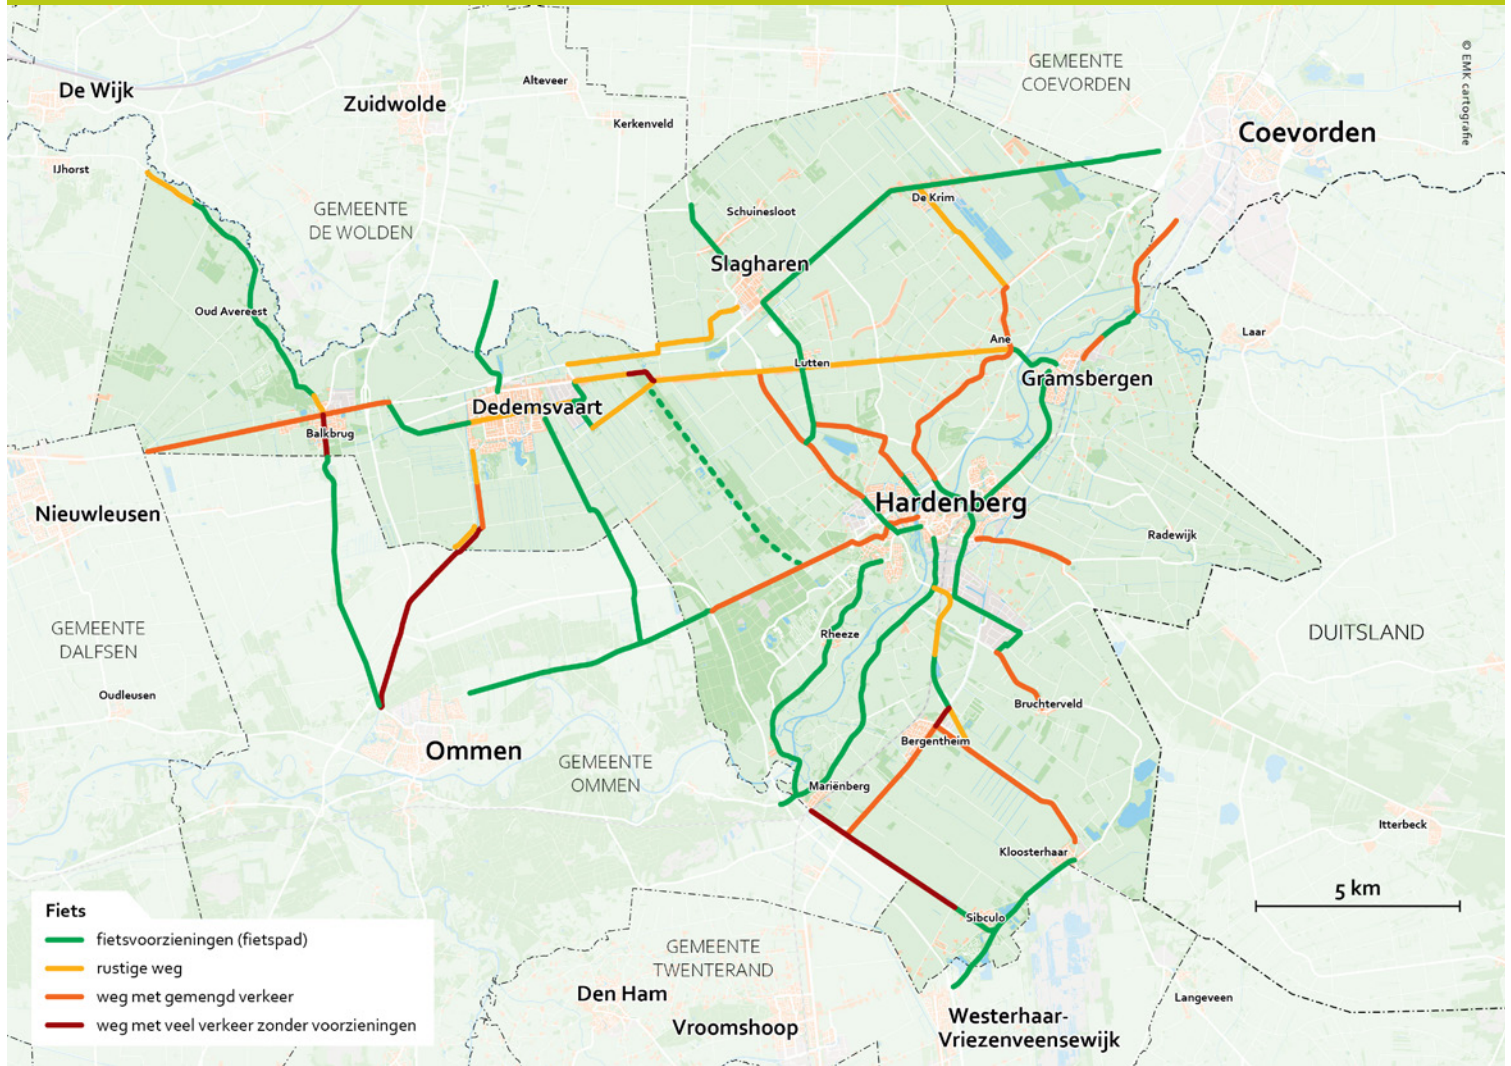 © EMK cartografie
GEMEENTE
COEVORDEN
De Wijk
Alteveer
Zuidwolde
Kerkenveld
Coevorden
IJhorst
GEMEENTE
DE WOLDEN
Schuinesloot
De Krim
Slagharen
Oud Avereest
Laar
Ane
Lutten
Gramsbergen
Dedemsvaart
Balkbrug
Nieuwleusen
Hardenberg
Radewijk
GEMEENTE
DALFSEN
Rheeze
DUITSLAND
Oudleusen
Bruchterveld
Ommen
Bergentheim
GEMEENTE
OMMEN
Mariënberg
Itterbeck
Kloosterhaar
5 km
Sibculo
Fiets
fietsvoorzieningen (fietspad)
rustige weg
weg met gemengd verkeer
weg met veel verkeer zonder voorzieningen
GEMEENTE
TWENTERAND
Den Ham
Vroomshoop
Langeveen
Westerhaar-
Vriezenveensewijk